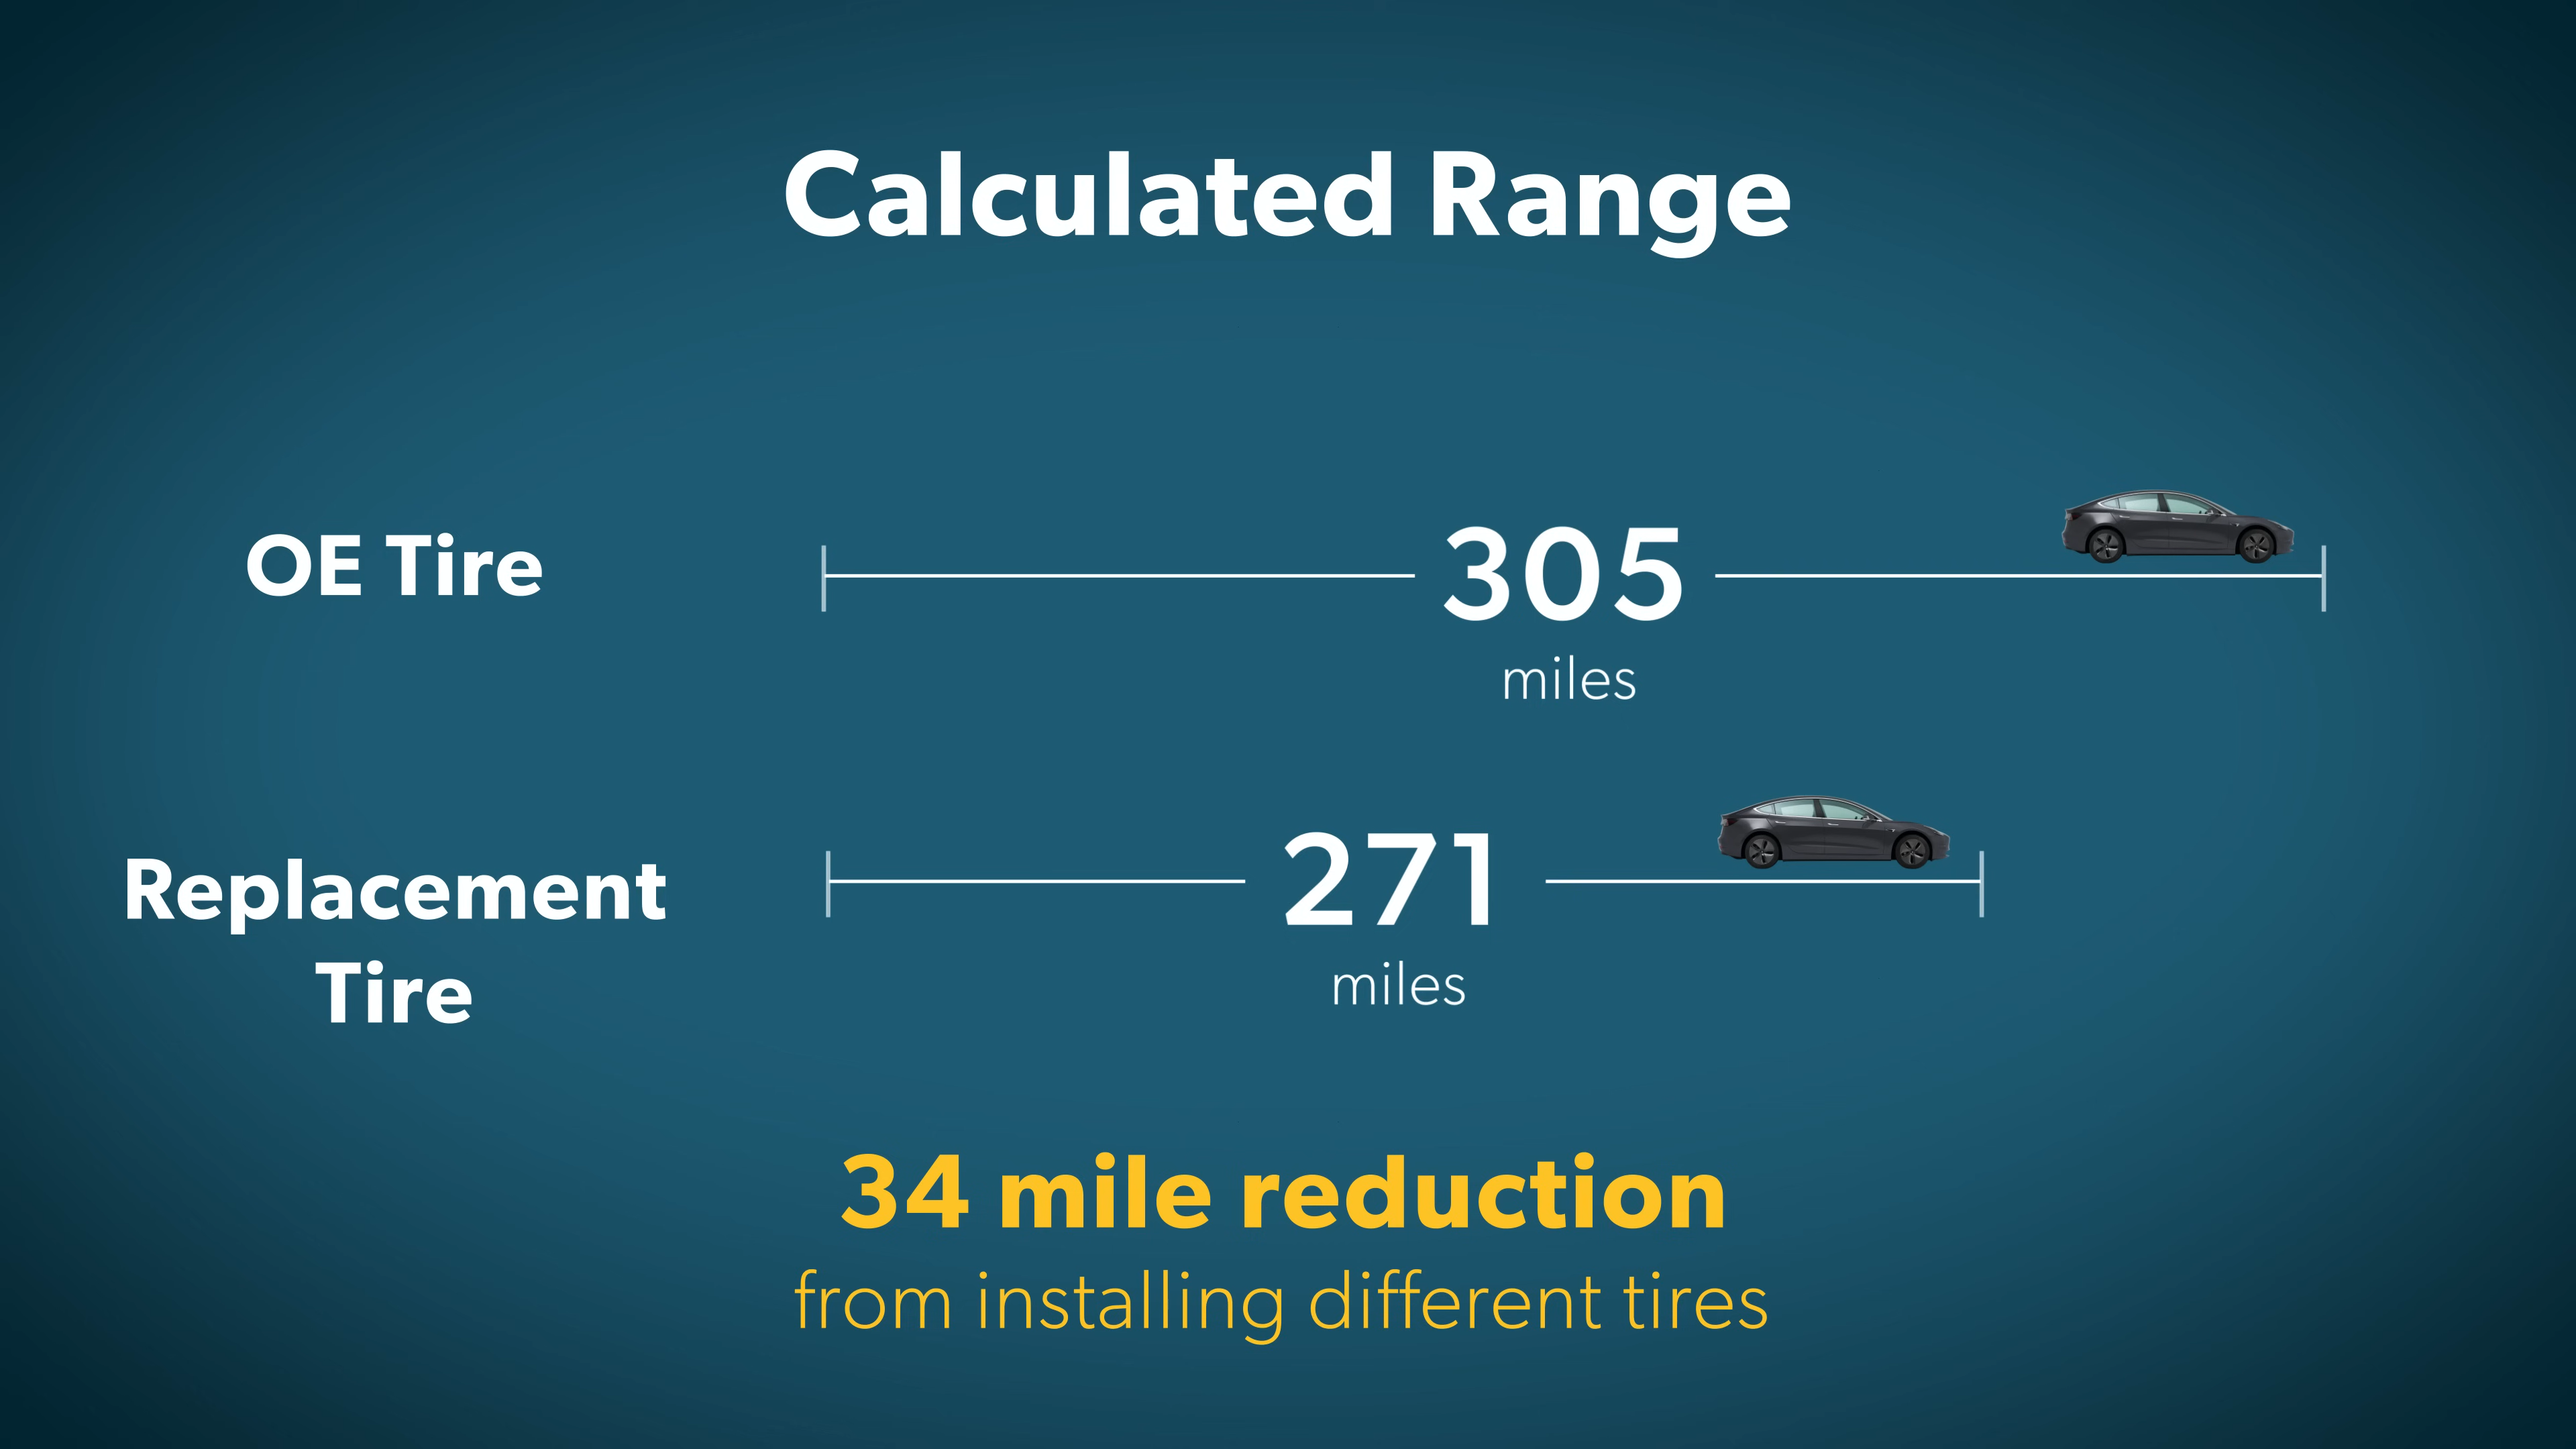 Calculated Range
OE Tire
305
miles
Replacement
Tire
271
miles
34 mile reduction
from installing different tires